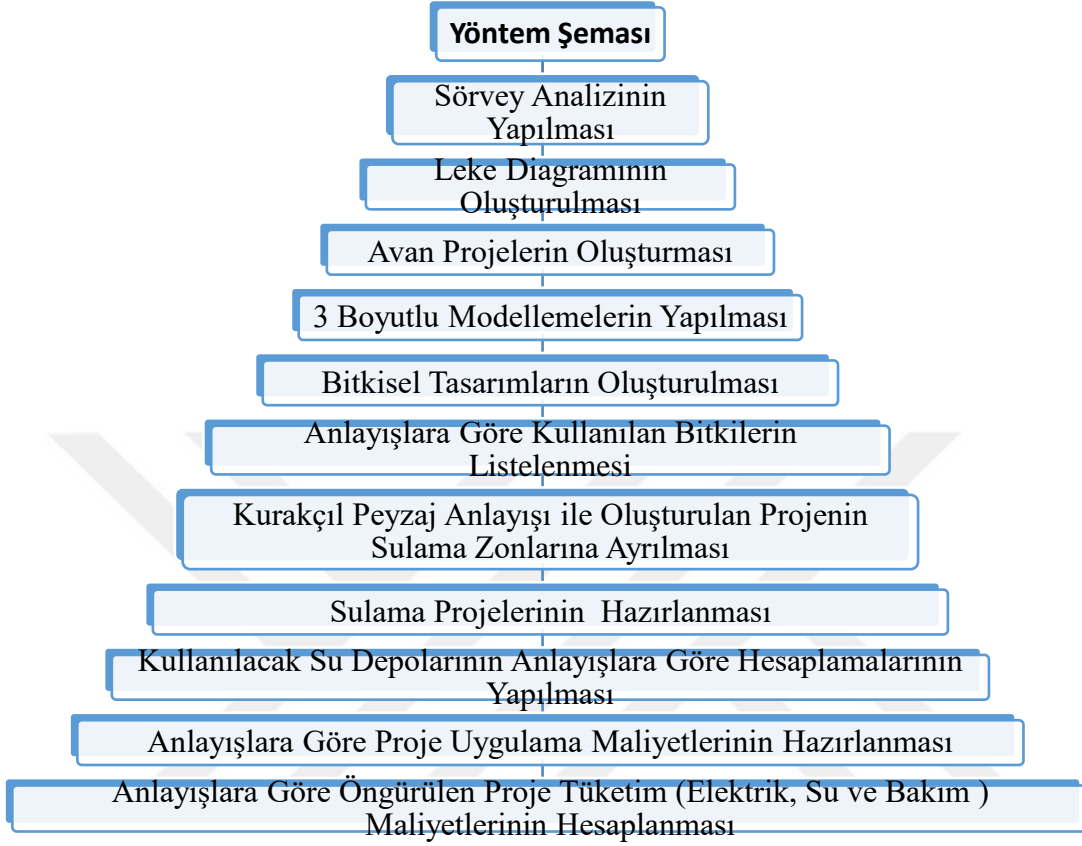 Yöntem Şeması
Sörvey Analizinin
Yapılması
Leke Diagramının
Oluşturulması
Avan Projelerin Oluşturması
3 Boyutlu Modellemelerin Yapılması
Bitkisel Tasarımların Oluşturulması
Anlayışlara Göre Kullanılan Bitkilerin
Listelenmesi
Kurakçıl Peyzaj Anlayışı ile Oluşturulan Projenin
Sulama Zonlarına Ayrılması
Sulama Projelerinin Hazırlanması
Kullanılacak Su Depolarının Anlayışlara Göre Hesaplamalarının
Yapılması
Anlayışlara Göre Proje Uygulama Maliyetlerinin Hazırlanması
Anlayışlara Göre Öngürülen Proje Tüketim (Elektrik, Su ve Bakım )
Maliyetlerinin Hesaplanması